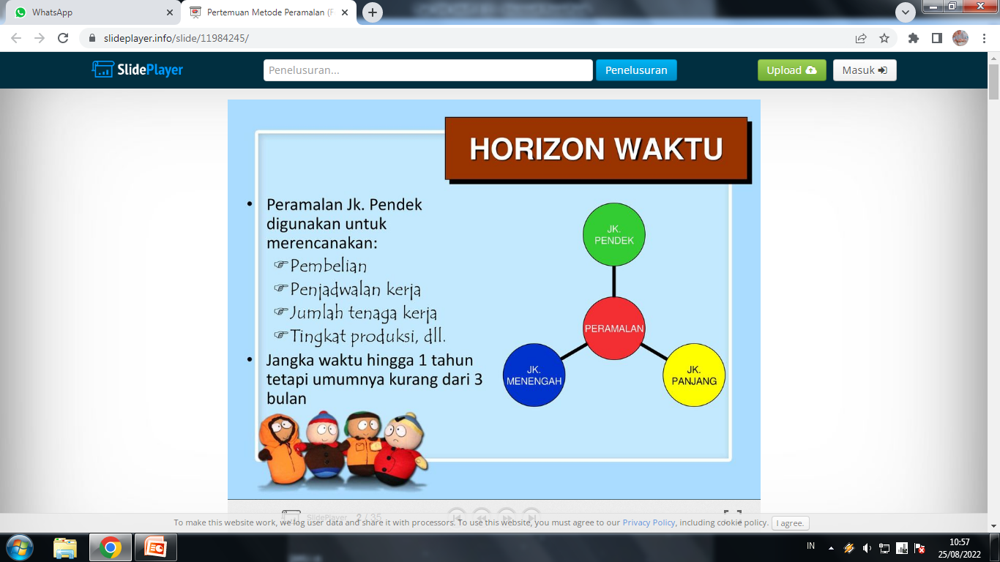 WhatsApp
Pertemuan Metode Peramalan (F
slideplayer.info/slide/11984245/
SlidePlayer
Penelusuran...
Penelusuran
Upload
Masuk
HORIZON WAKTU
• Peramalan Jk. Pendek
digunakan untuk
merencanakan:
☞Pembelian
☞Penjadwalan kerja
☞Jumlah tenaga kerja
☞Tingkat produksi, dll.
• Jangka waktu hingga 1 tahun
tetapi umumnya kurang dari 3
bulan
JK.
PENDEK
PERAMALAN
JK.
MENENGAH
JK.
PANJANG
SlidePlayer
2 / 35
To make this website work, we log user data and share it with processors. To use this website, you must agree to our Privacy Policy, including cookie policy.
I agree.
IN
10:57
25/08/2022